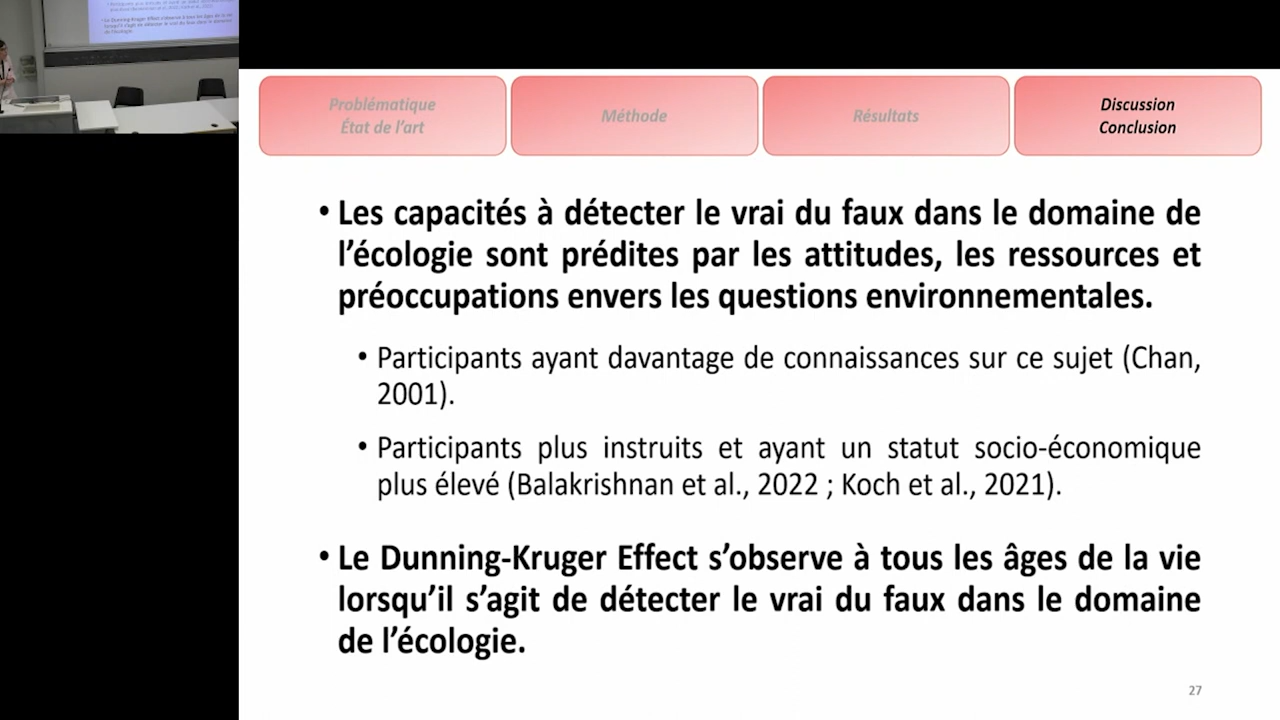 Problématique
État de l'art
Méthode
Résultats
Discussion
Conclusion
• Les capacités à détecter le vrai du faux dans le domaine de
l'écologie sont prédites par les attitudes, les ressources et
préoccupations envers les questions environnementales.
• Participants ayant davantage de connaissances sur ce sujet (Chan,
2001).
• Participants plus instruits et ayant un statut socio-économique
plus élevé (Balakrishnan et al., 2022 ; Koch et al., 2021).
• Le Dunning-Kruger Effect s'observe à tous les âges de la vie
lorsqu'il s'agit de détecter le vrai du faux dans le domaine
de l'écologie.
27